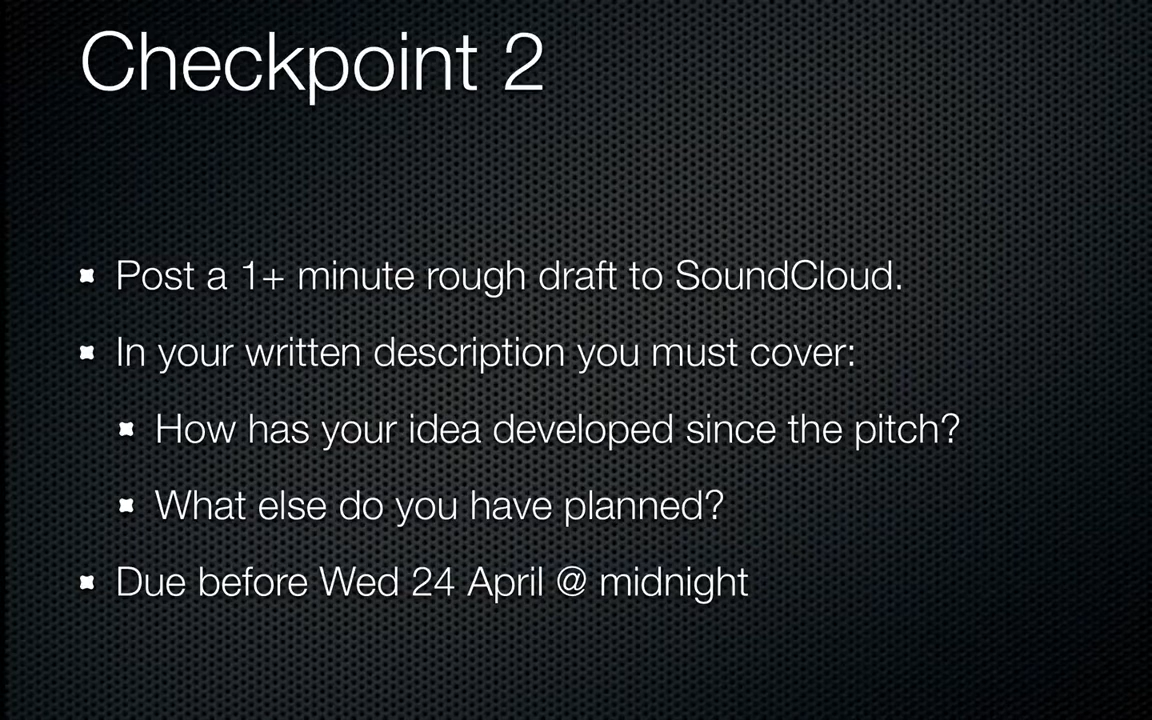 Checkpoint 2
Post a 1+ minute rough draft to SoundCloud.
In your written description you must cover:
How has your idea developed since the pitch?
What else do you have planned?
Due before Wed 24 April @ midnight